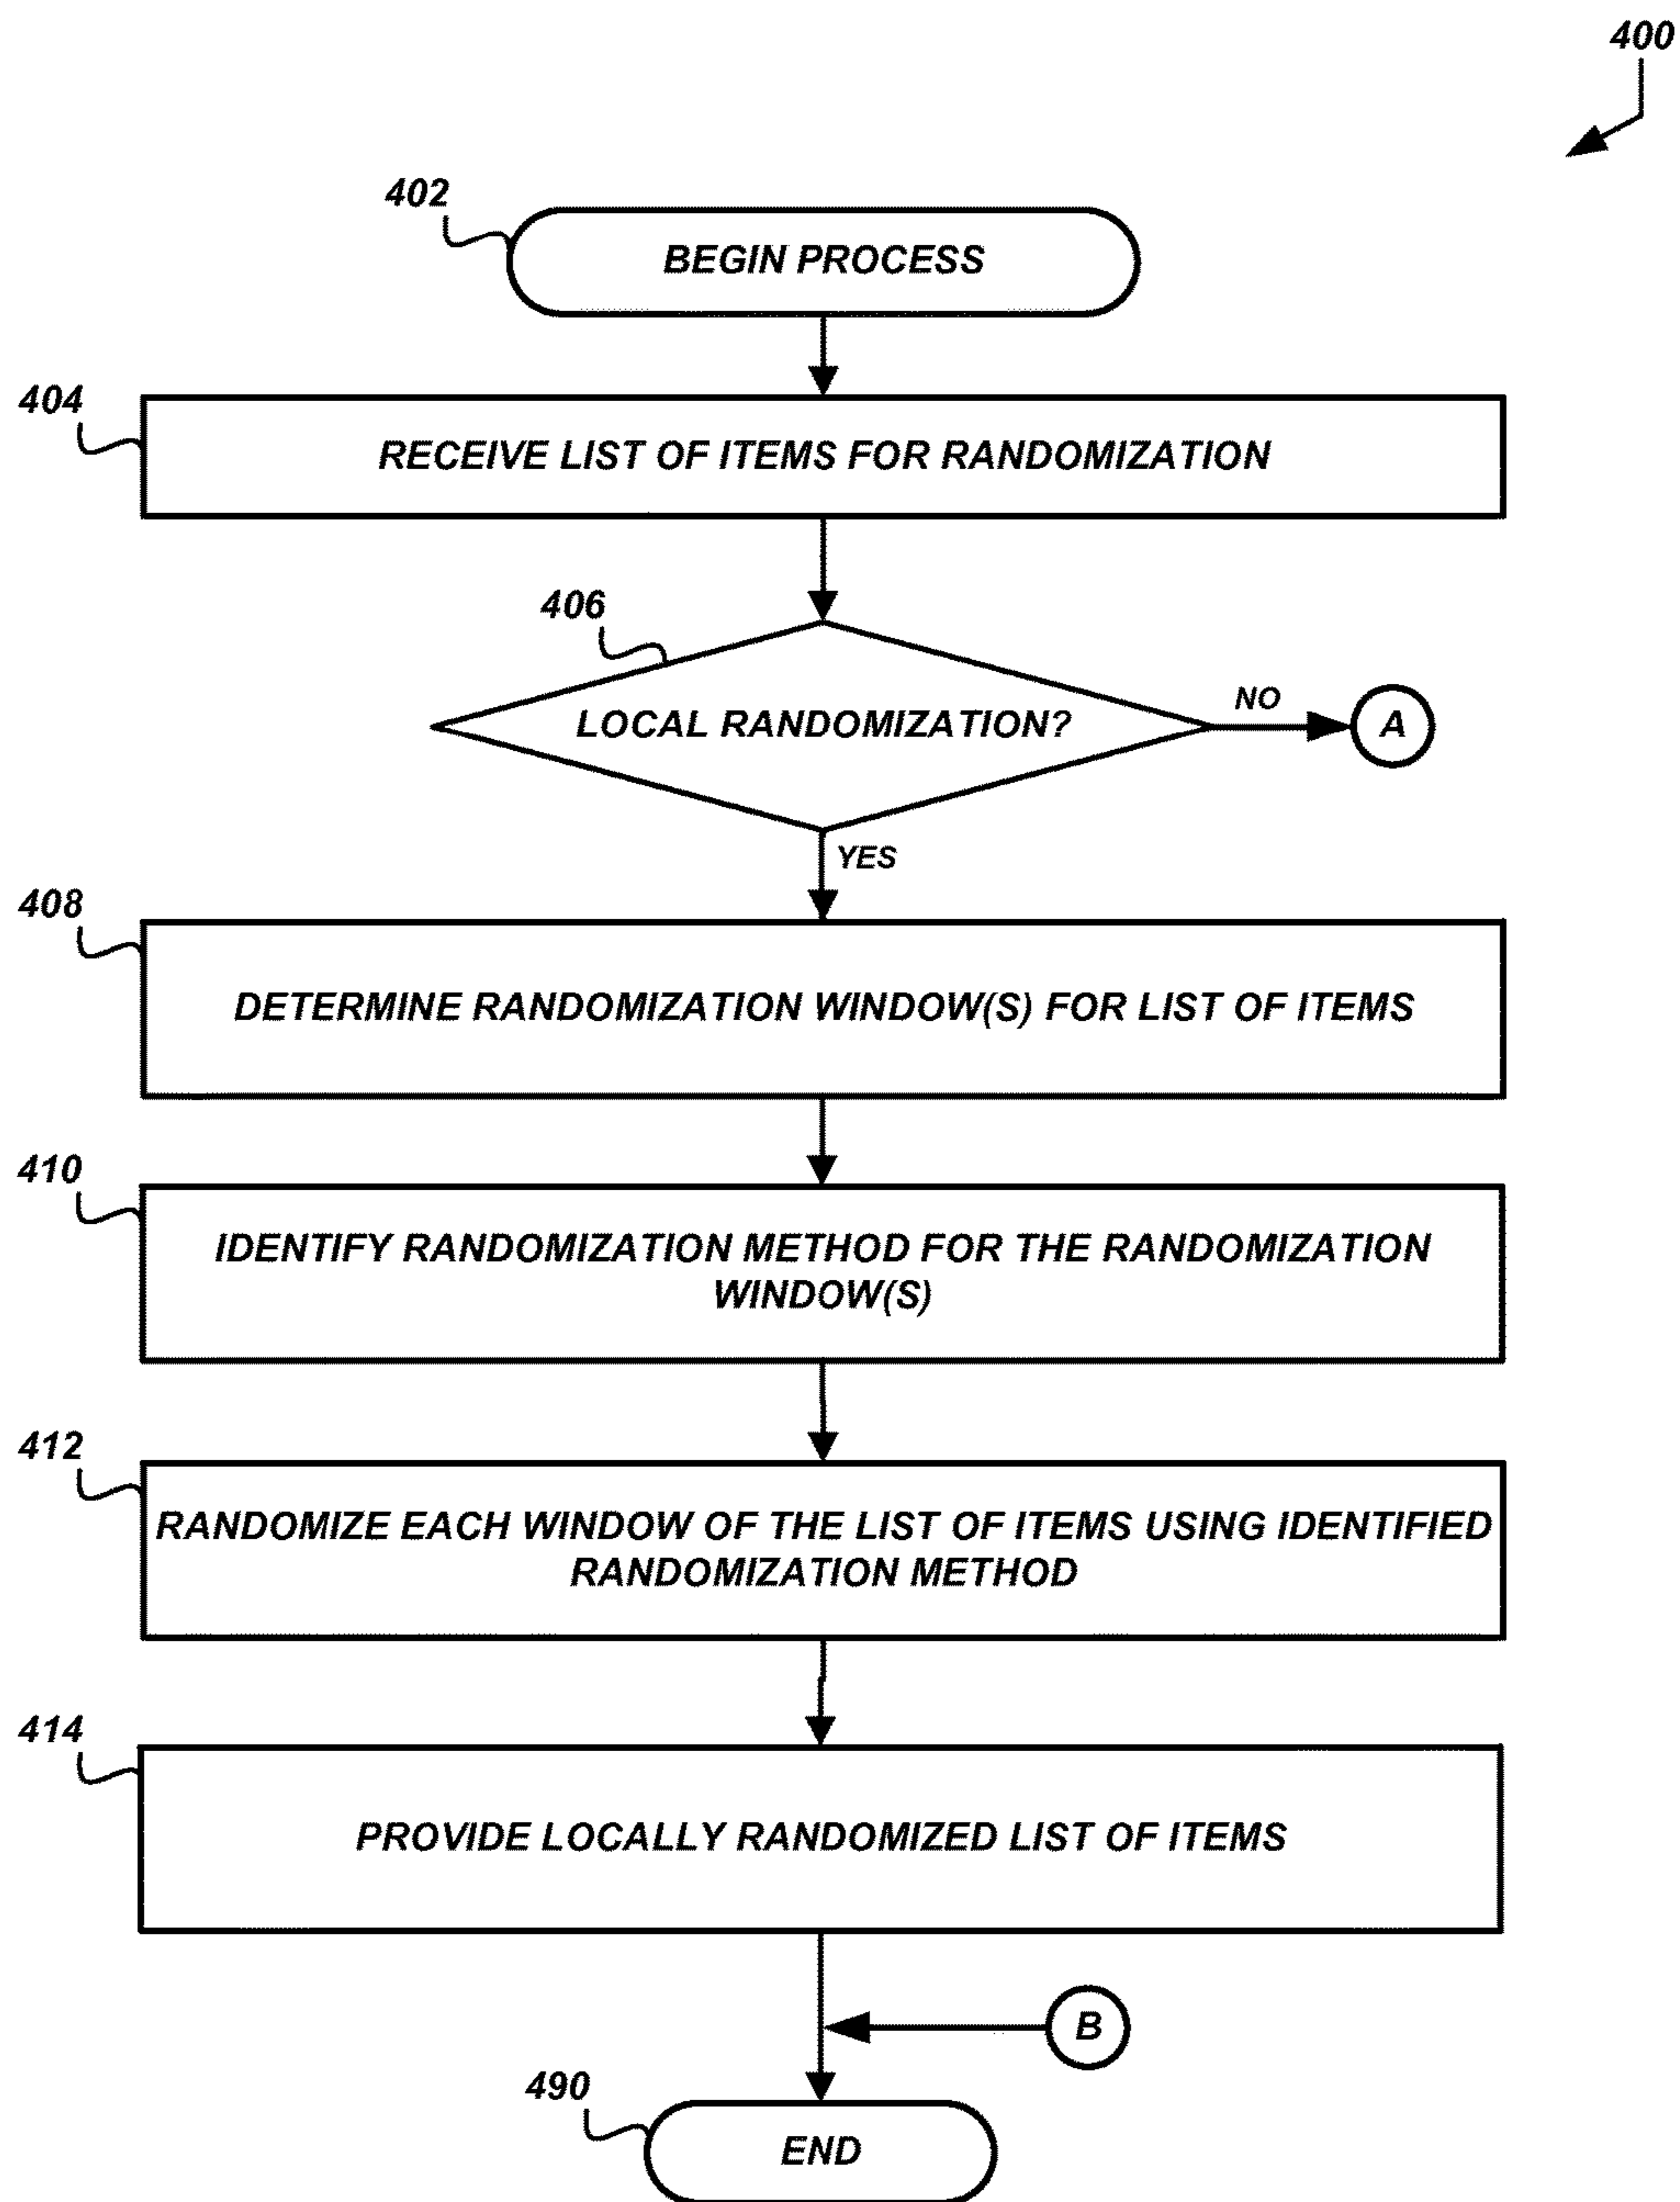 400
402
BEGIN PROCESS
404
RECEIVE LIST OF ITEMS FOR RANDOMIZATION
406
LOCAL RANDOMIZATION?
NO
A
YES
408
DETERMINE RANDOMIZATION WINDOW(S) FOR LIST OF ITEMS
410
IDENTIFY RANDOMIZATION METHOD FOR THE RANDOMIZATION
WINDOW(S)
412
RANDOMIZE EACH WINDOW OF THE LIST OF ITEMS USING IDENTIFIED
RANDOMIZATION METHOD
414
PROVIDE LOCALLY RANDOMIZED LIST OF ITEMS
B
490
END